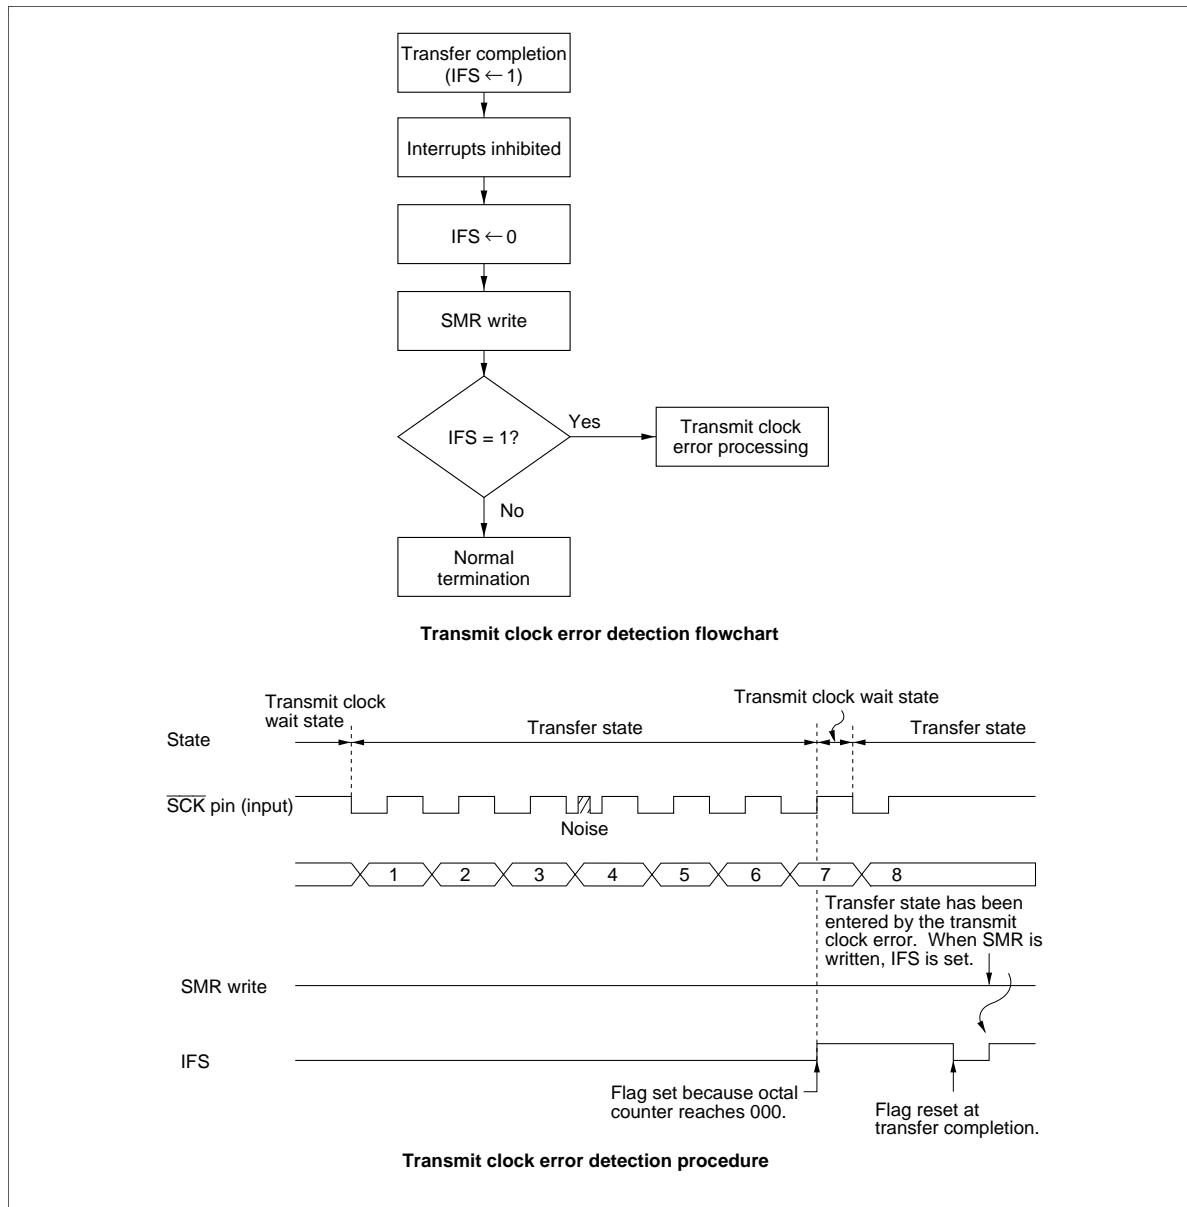 Transfer completion
(IFS ← 1)
Interrupts inhibited
IFS ← 0
SMR write
IFS = 1?
Yes
Transmit clock
error processing
No
Normal
termination
Transmit clock error detection flowchart
Transmit clock
wait state
Transmit clock wait state
State
Transfer state
Transfer state
S̅C̅K̅ pin (input)
Noise
1 2 3 4 5 6 7 8
Transfer state has been
entered by the transmit
clock error. When SMR is
written, IFS is set.
SMR write
IFS
Flag set because octal
counter reaches 000.
Flag reset at
transfer completion.
Transmit clock error detection procedure